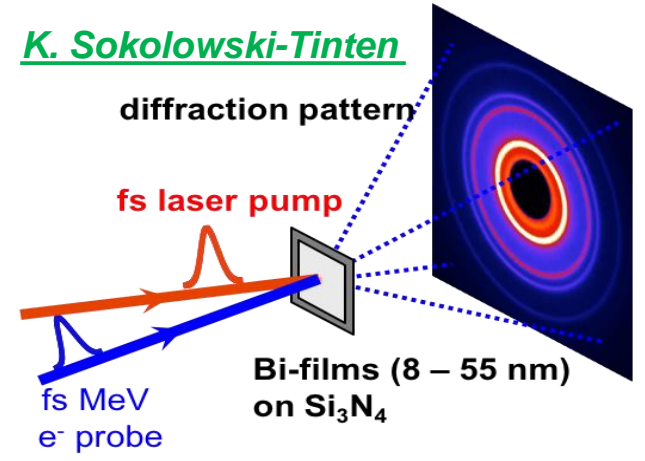 K. Sokolowski-Tinten
diffraction pattern
fs laser pump
Bi-films (8 – 55 nm)
on Si₃N₄
fs MeV
e⁻ probe